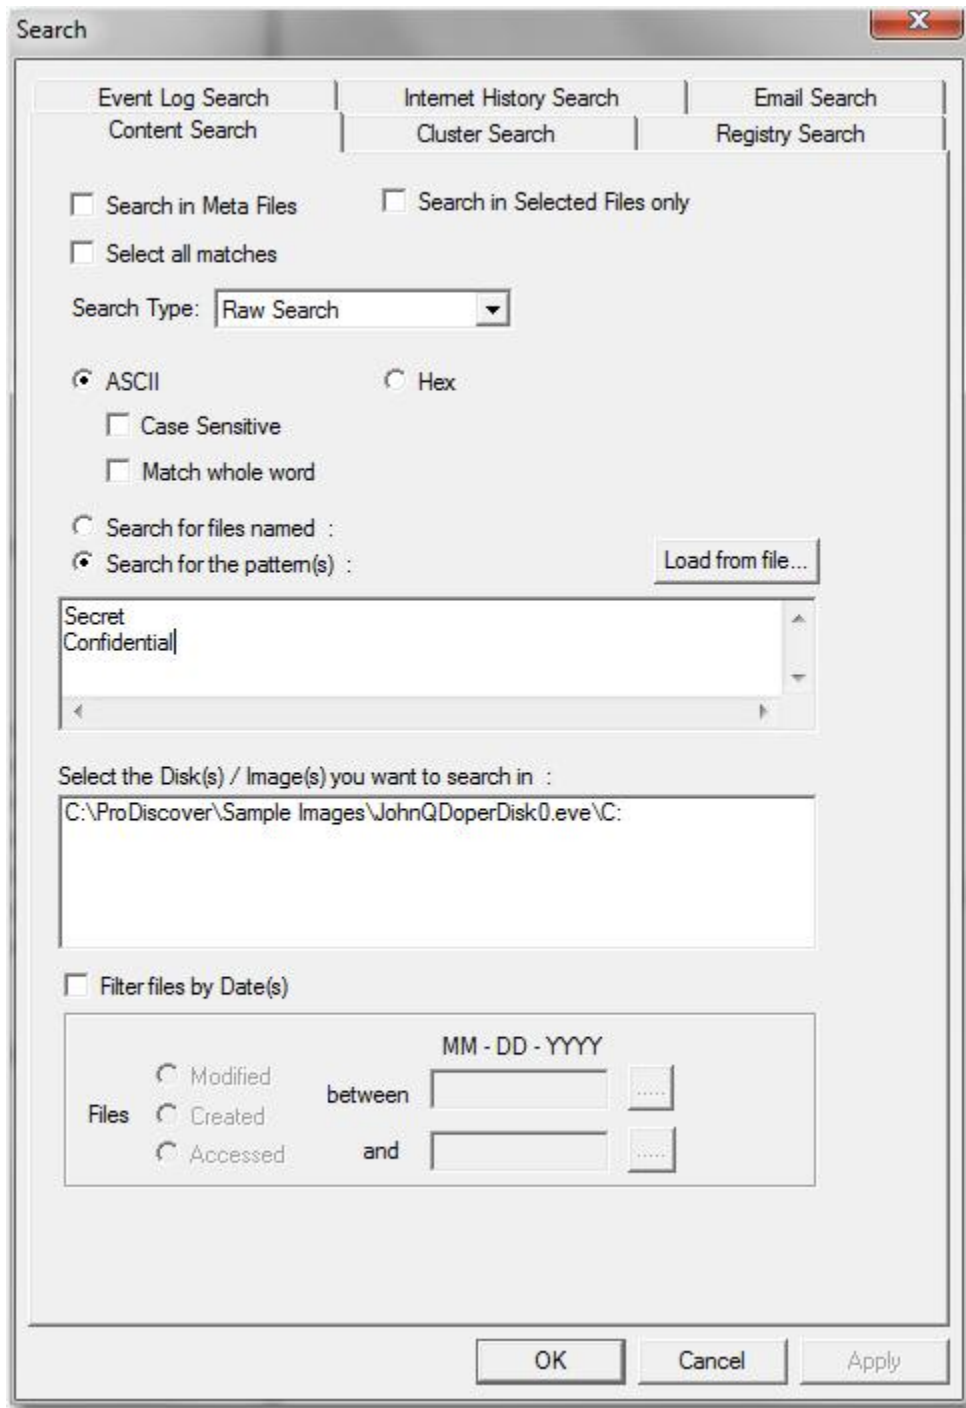 Search
Event Log Search Internet History Search Email Search
Content Search Cluster Search Registry Search
Search in Meta Files Search in Selected Files only
Select all matches
Search Type: Raw Search
ASCII Hex
Case Sensitive
Match whole word
Search for files named :
Search for the pattern(s) : Load from file...
Secret
Confidential
Select the Disk(s) / Image(s) you want to search in :
C:\ProDiscover\Sample Images\JohnQDoperDisk0.eve\C:
Filter files by Date(s)
MM - DD - YYYY
Modified
between .....
Files Created
Accessed and .....
OK Cancel Apply